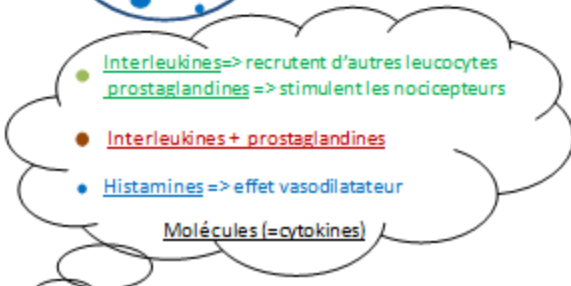 Interleukines=> recrutent d'autres leucocytes
prostaglandines => stimulent les nocicepteurs
Interleukines + prostaglandines
Histamines => effet vasodilatateur
Molécules (=cytokines)